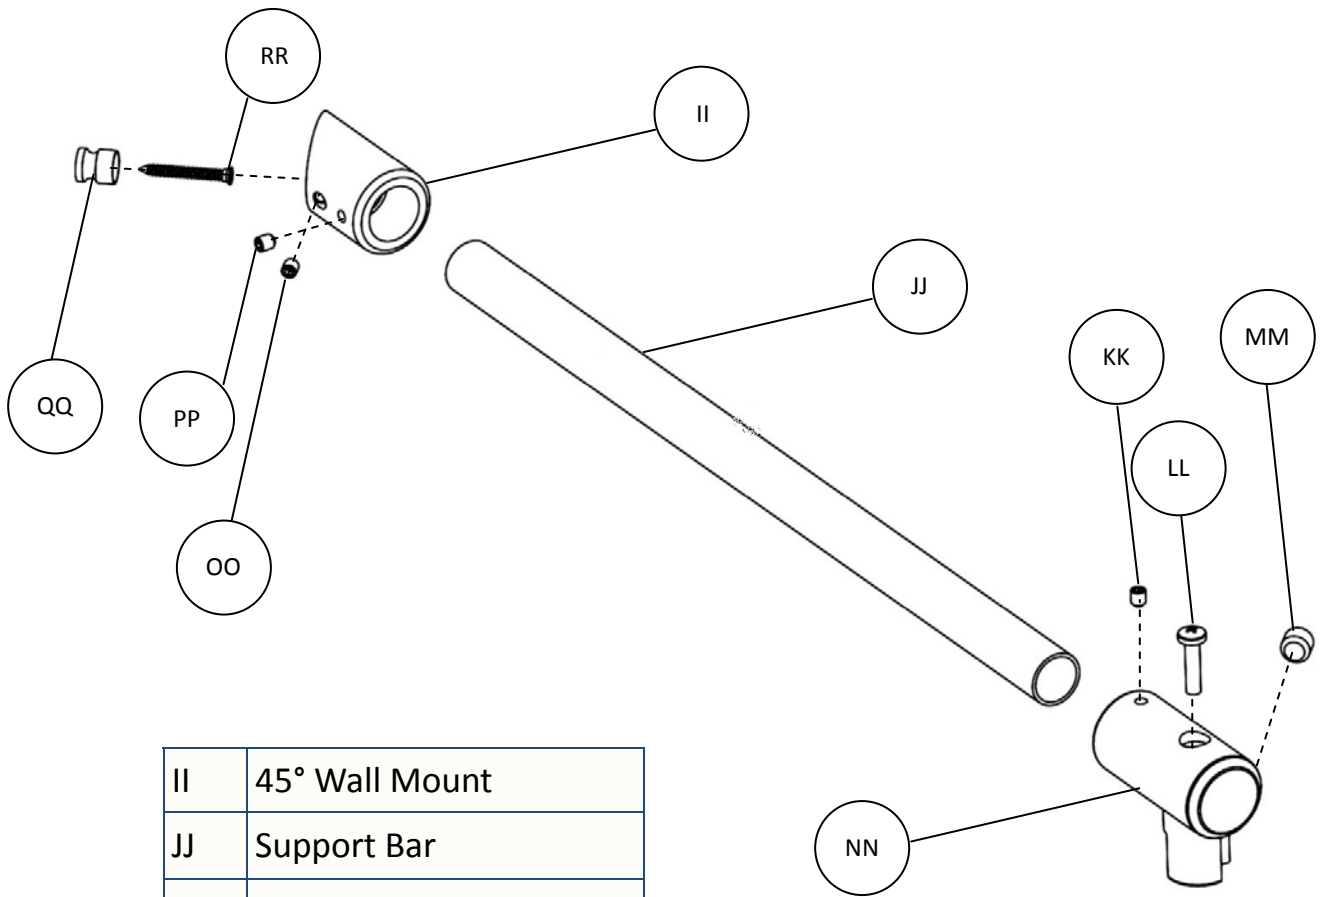 RR
II
JJ
MM
KK
QQ
PP
LL
OO
NN
II 45° Wall Mount
JJ Support Bar